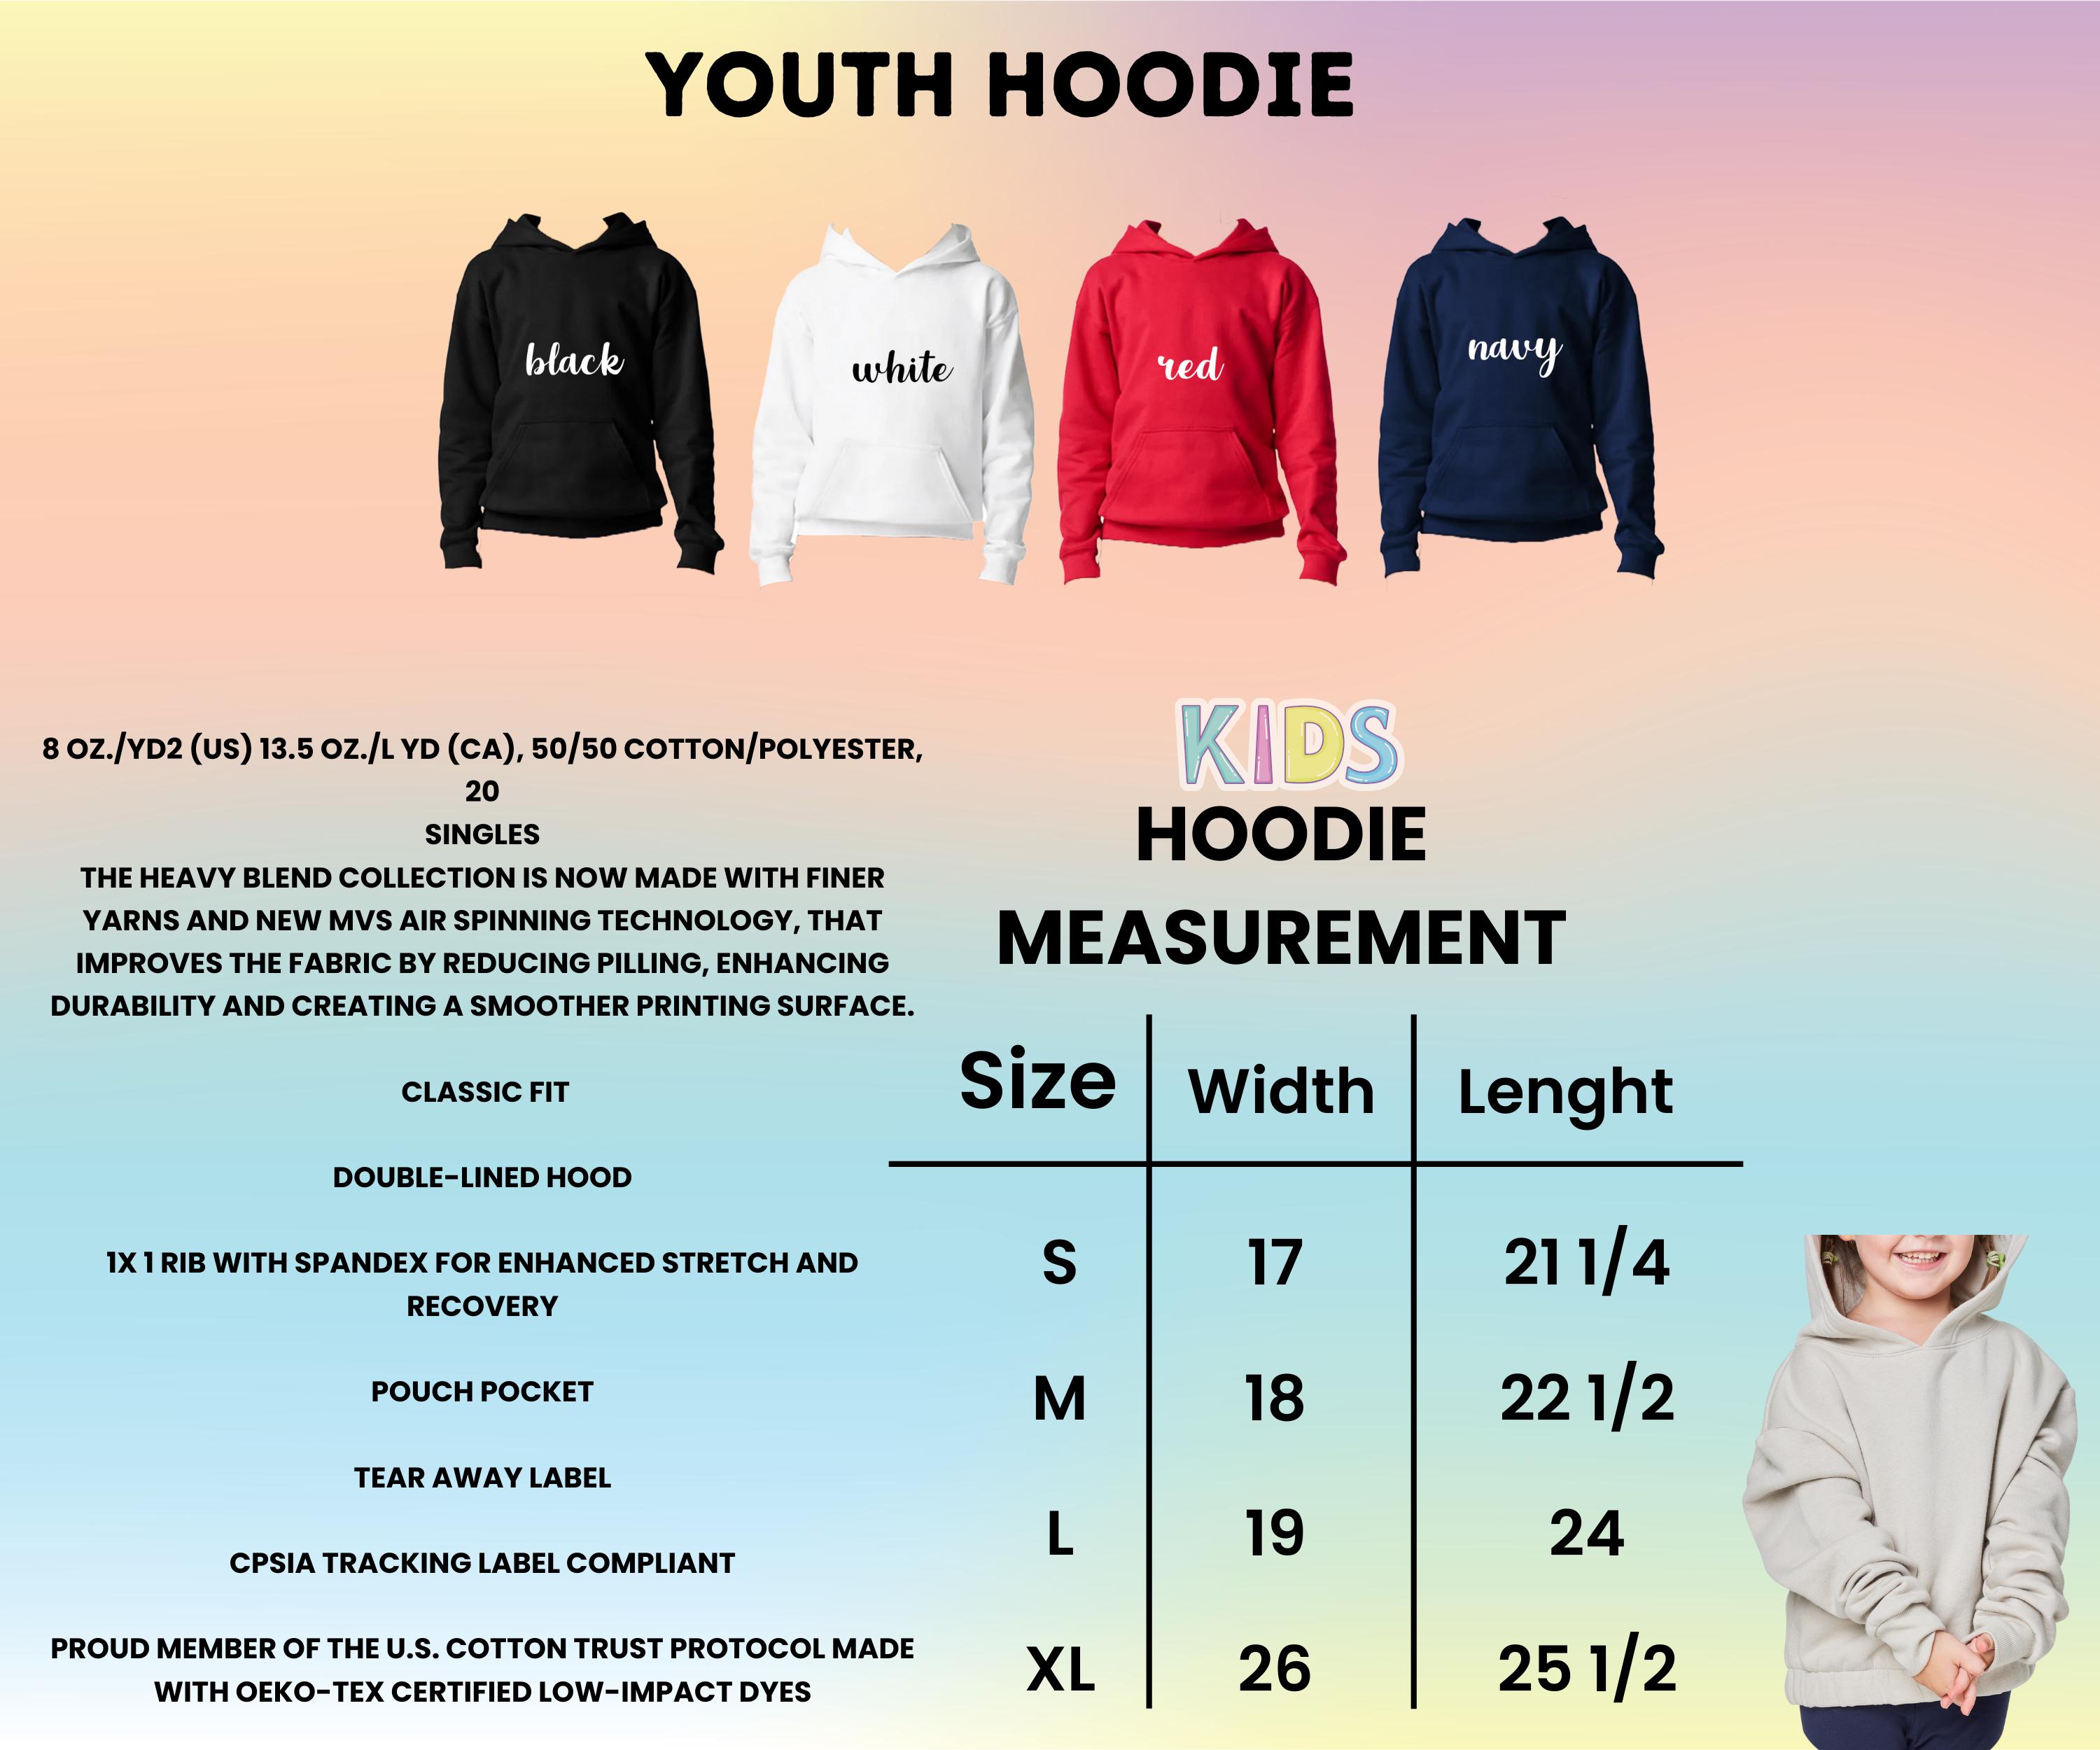 YOUTH HOODIE
black
white
red
navy
8 OZ./YD2 (US) 13.5 OZ./L YD (CA), 50/50 COTTON/POLYESTER,
20
SINGLES
THE HEAVY BLEND COLLECTION IS NOW MADE WITH FINER
YARNS AND NEW MVS AIR SPINNING TECHNOLOGY, THAT
IMPROVES THE FABRIC BY REDUCING PILLING, ENHANCING
DURABILITY AND CREATING A SMOOTHER PRINTING SURFACE.
CLASSIC FIT
DOUBLE-LINED HOOD
1X 1 RIB WITH SPANDEX FOR ENHANCED STRETCH AND
RECOVERY
POUCH POCKET
TEAR AWAY LABEL
CPSIA TRACKING LABEL COMPLIANT
PROUD MEMBER OF THE U.S. COTTON TRUST PROTOCOL MADE
WITH OEKO-TEX CERTIFIED LOW-IMPACT DYES
KIDS
HOODIE
MEASUREMENT
Size Width Lenght
S 17 21 1/4
M 18 22 1/2
L 19 24
XL 26 25 1/2